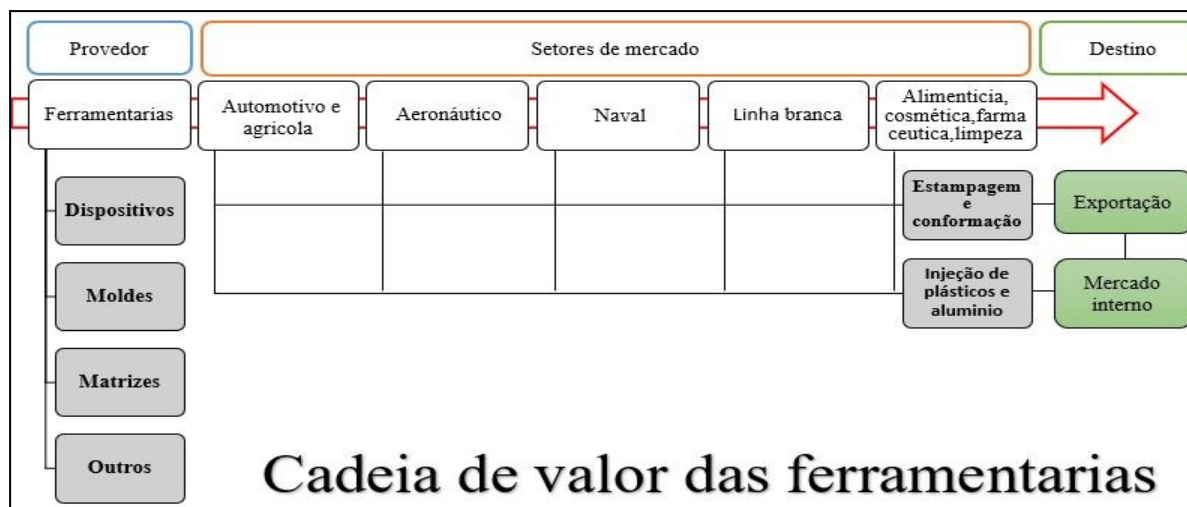 Provedor
Setores de mercado
Destino
Ferramentarias
Automotivo e
agricola
Aeronáutico
Naval
Linha branca
Alimenticia,
cosmética,farma
ceutica,limpeza
Dispositivos
Moldes
Matrizes
Outros
Estampagem
e
conformação
Exportação
Injeção de
plásticos e
aluminio
Mercado
interno
Cadeia de valor das ferramentarias